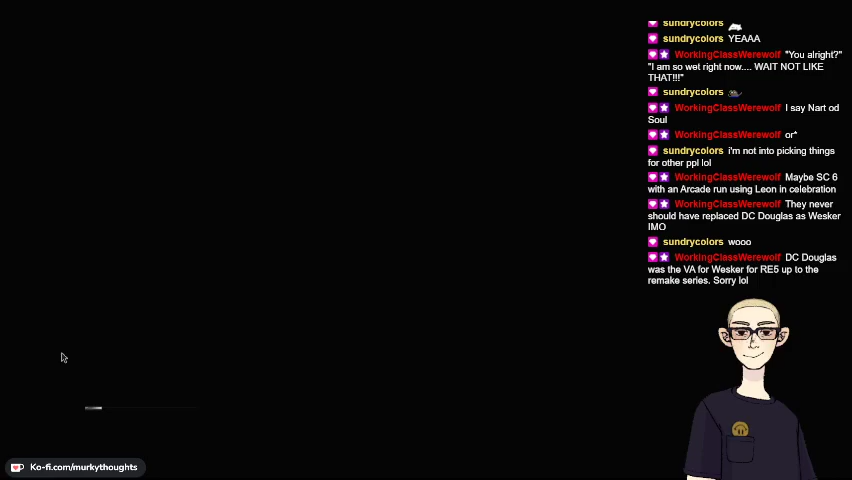 sundrycolors
sundrycolors YEAAA
WorkingClassWerewolf "You alright?"
"I am so wet right now.... WAIT NOT LIKE
THAT!!!"
sundrycolors
WorkingClassWerewolf I say Nart od
Soul
WorkingClassWerewolf or*
sundrycolors i'm not into picking things
for other ppl lol
WorkingClassWerewolf Maybe SC 6
with an Arcade run using Leon in celebration
WorkingClassWerewolf They never
should have replaced DC Douglas as Wesker
IMO
sundrycolors wooo
WorkingClassWerewolf DC Douglas
was the VA for Wesker for RE5 up to the
remake series. Sorry lol
Ko-fi.com/murkythoughts